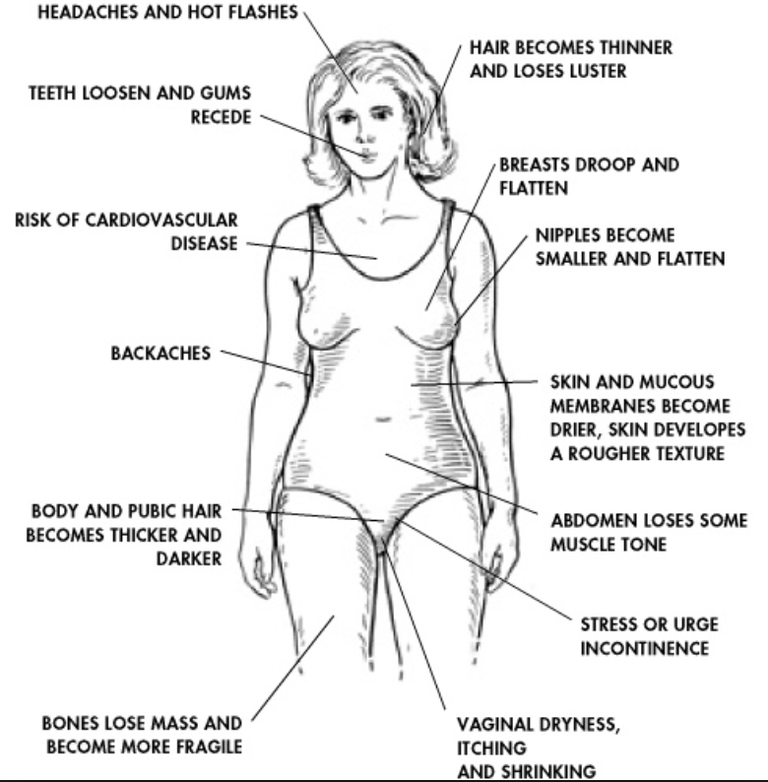 HEADACHES AND HOT FLASHES
HAIR BECOMES THINNER
AND LOSES LUSTER
TEETH LOOSEN AND GUMS
RECEDE
BREASTS DROOP AND
FLATTEN
RISK OF CARDIOVASCULAR
DISEASE
NIPPLES BECOME
SMALLER AND FLATTEN
BACKACHES
SKIN AND MUCOUS
MEMBRANES BECOME
DRIER, SKIN DEVELOPES
A ROUGHER TEXTURE
BODY AND PUBIC HAIR
BECOMES THICKER AND
DARKER
ABDOMEN LOSES SOME
MUSCLE TONE
STRESS OR URGE
INCONTINENCE
BONES LOSE MASS AND
BECOME MORE FRAGILE
VAGINAL DRYNESS,
ITCHING
AND SHRINKING